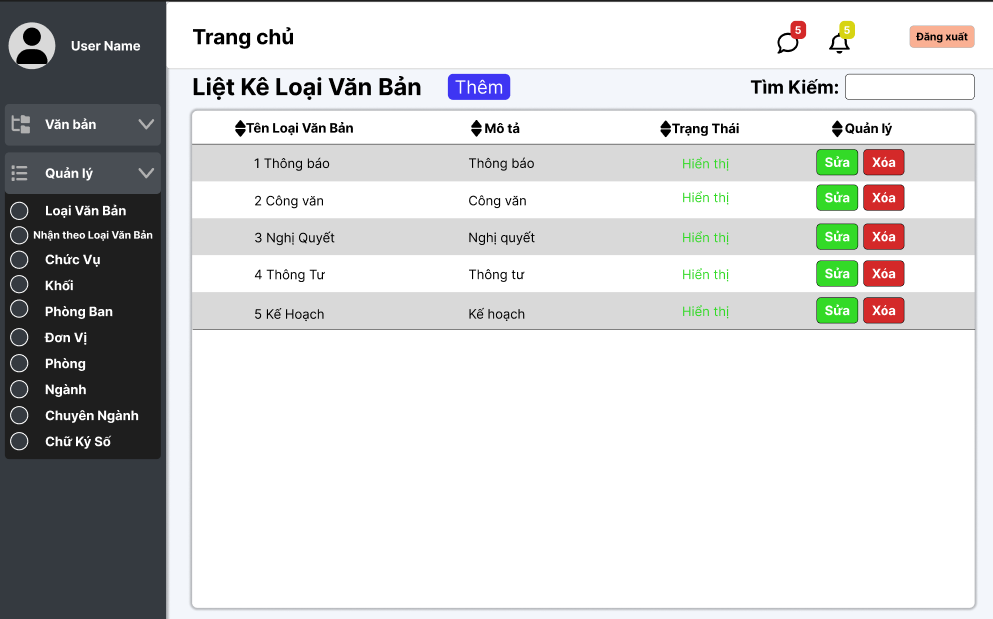 User Name
Trang chủ
5
5
Đăng xuất
Văn bản
Quản lý
Loại Văn Bản
Nhận theo Loại Văn Bản
Chức Vụ
Khối
Phòng Ban
Đơn Vị
Phòng
Ngành
Chuyên Ngành
Chữ Ký Số
Liệt Kê Loại Văn Bản
Thêm
Tìm Kiếm:
Tên Loại Văn Bản Mô tả Trạng Thái Quản lý
1 Thông báo Thông báo Hiển thị Sửa Xóa
2 Công văn Công văn Hiển thị Sửa Xóa
3 Nghị Quyết Nghị quyết Hiển thị Sửa Xóa
4 Thông Tư Thông tư Hiển thị Sửa Xóa
5 Kế Hoạch Kế hoạch Hiển thị Sửa Xóa